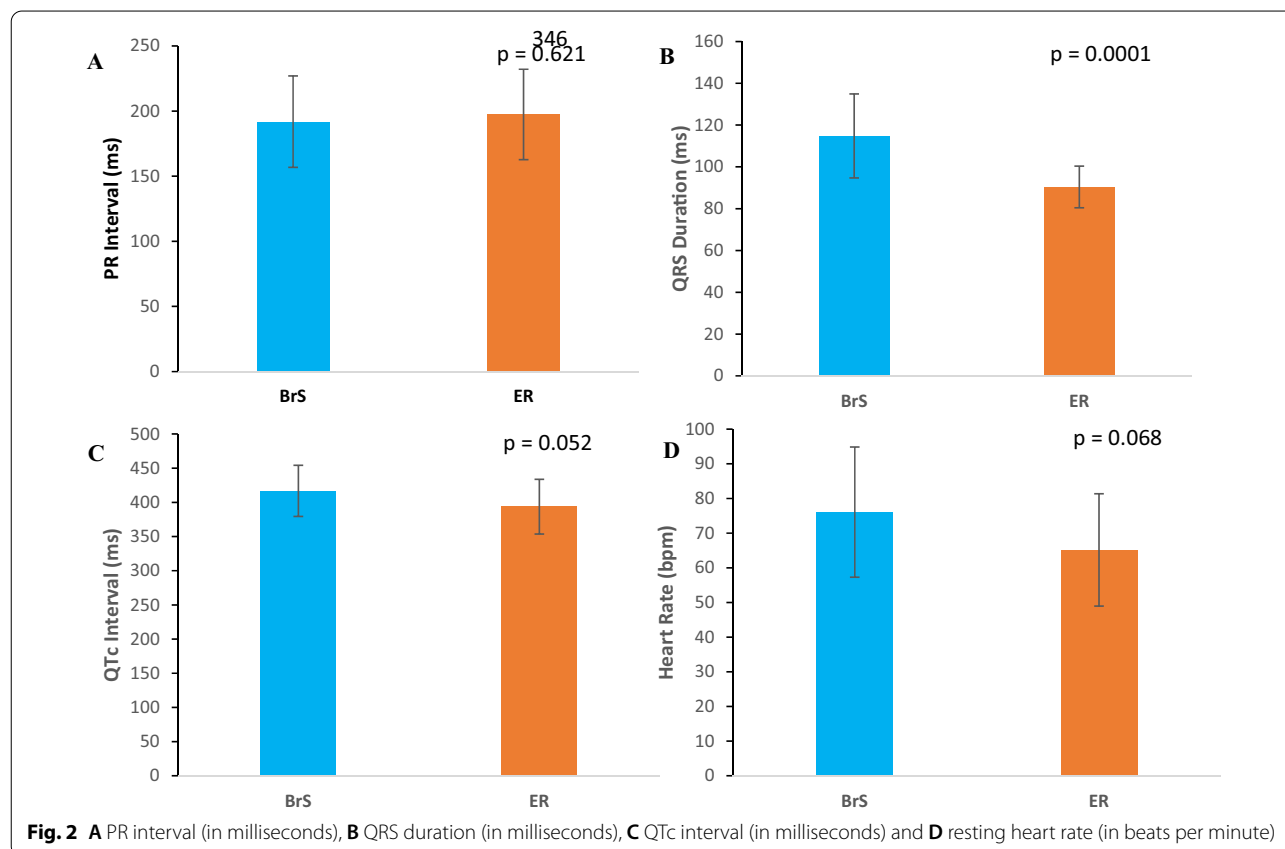 A
346
p = 0.621
250
200
150
100
50
0
PR Interval (ms)
BrS
ER
B
p = 0.0001
160
140
120
100
80
60
40
20
0
QRS Duration (ms)
BrS
ER
C
p = 0.052
500
450
400
350
300
250
200
150
100
50
0
QTc Interval (ms)
BrS
ER
D
p = 0.068
100
90
80
70
60
50
40
30
20
10
0
Heart Rate (bpm)
BrS
ER
Fig. 2 A PR interval (in milliseconds), B QRS duration (in milliseconds), C QTc interval (in milliseconds) and D resting heart rate (in beats per minute)